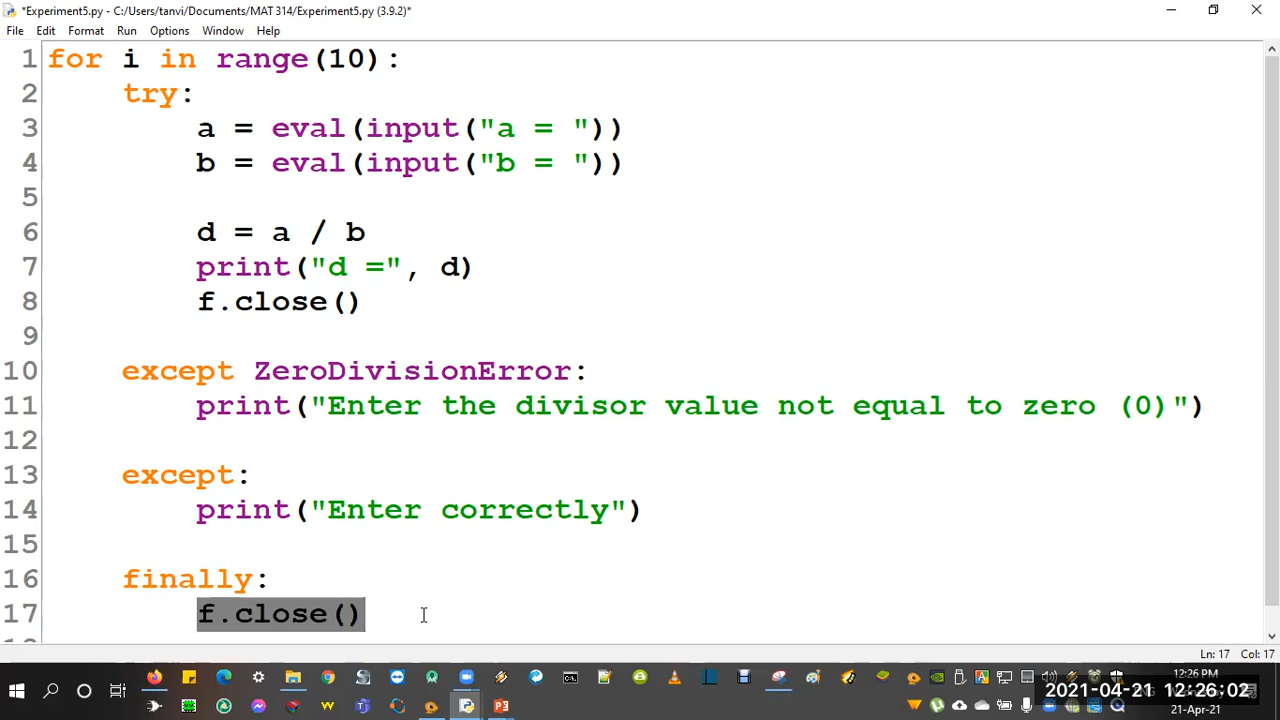 *Experiment5.py - C:/Users/tanvi/Documents/MAT 314/Experiment5.py (3.9.2)*
File Edit Format Run Options Window Help
1 for i in range(10):
2     try:
3         a = eval(input("a = "))
4         b = eval(input("b = "))
5
6         d = a / b
7         print("d =", d)
8         f.close()
9
10     except ZeroDivisionError:
11         print("Enter the divisor value not equal to zero (0)")
12
13     except:
14         print("Enter correctly")
15
16     finally:
17         f.close()
Ln: 17 Col: 17
12:26 PM
2021-04-21 12:26:02
21-Apr-21